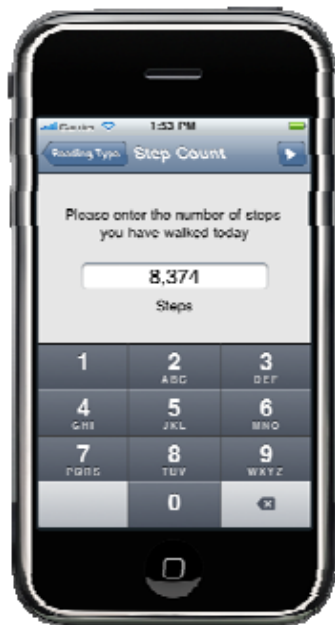 Carrier 1:53 PM
Reading Type Step Count
Please enter the number of steps
you have walked today
8,374
Steps
1 2 3
ABC DEF
4 5 6
GHI JKL MNO
7 8 9
PQRS TUV WXYZ
0